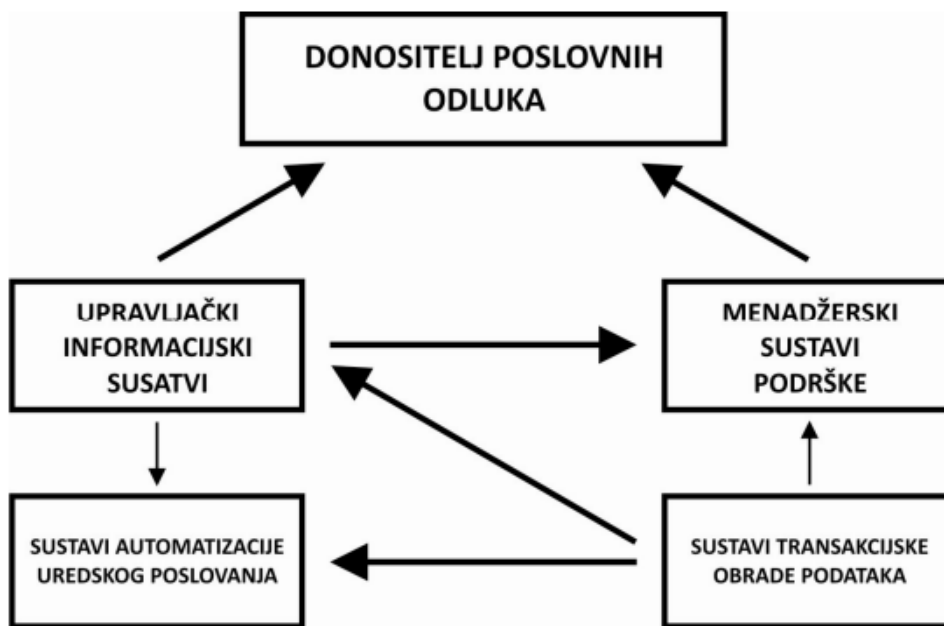 DONOSITELJ POSLOVNIH
ODLUKA
UPRAVLJAČKI
INFORMACIJSKI
SUSATVI
MENADŽERSKI
SUSTAVI
PODRŠKE
SUSTAVI AUTOMATIZACIJE
UREDSKOG POSLOVANJA
SUSTAVI TRANSAKCIJSKE
OBRADE PODATAKA